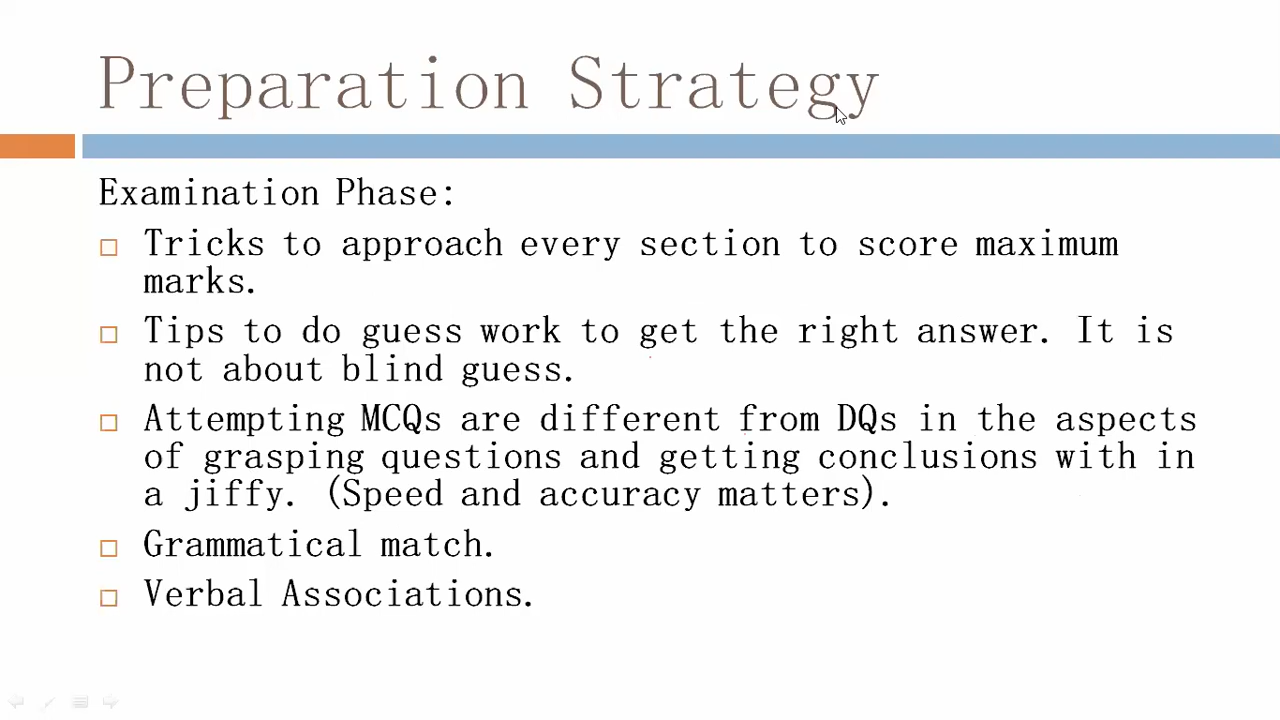 Preparation Strategy
Examination Phase:
Tricks to approach every section to score maximum
marks.
Tips to do guess work to get the right answer. It is
not about blind guess.
Attempting MCQs are different from DQs in the aspects
of grasping questions and getting conclusions with in
a jiffy. (Speed and accuracy matters).
Grammatical match.
Verbal Associations.